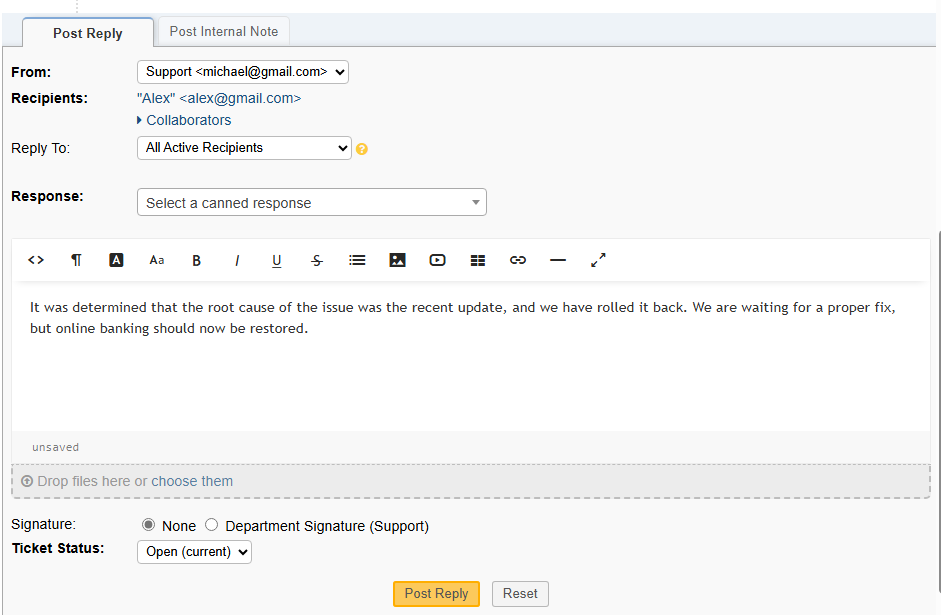 Post Reply Post Internal Note
From: Support <michael@gmail.com>
Recipients: "Alex" <alex@gmail.com>
Collaborators
Reply To: All Active Recipients ?
Response: Select a canned response
<> ¶ A Aa B I U S
It was determined that the root cause of the issue was the recent update, and we have rolled it back. We are waiting for a proper fix,
but online banking should now be restored.
unsaved
Drop files here or choose them
Signature: None Department Signature (Support)
Ticket Status: Open (current)
Post Reply Reset